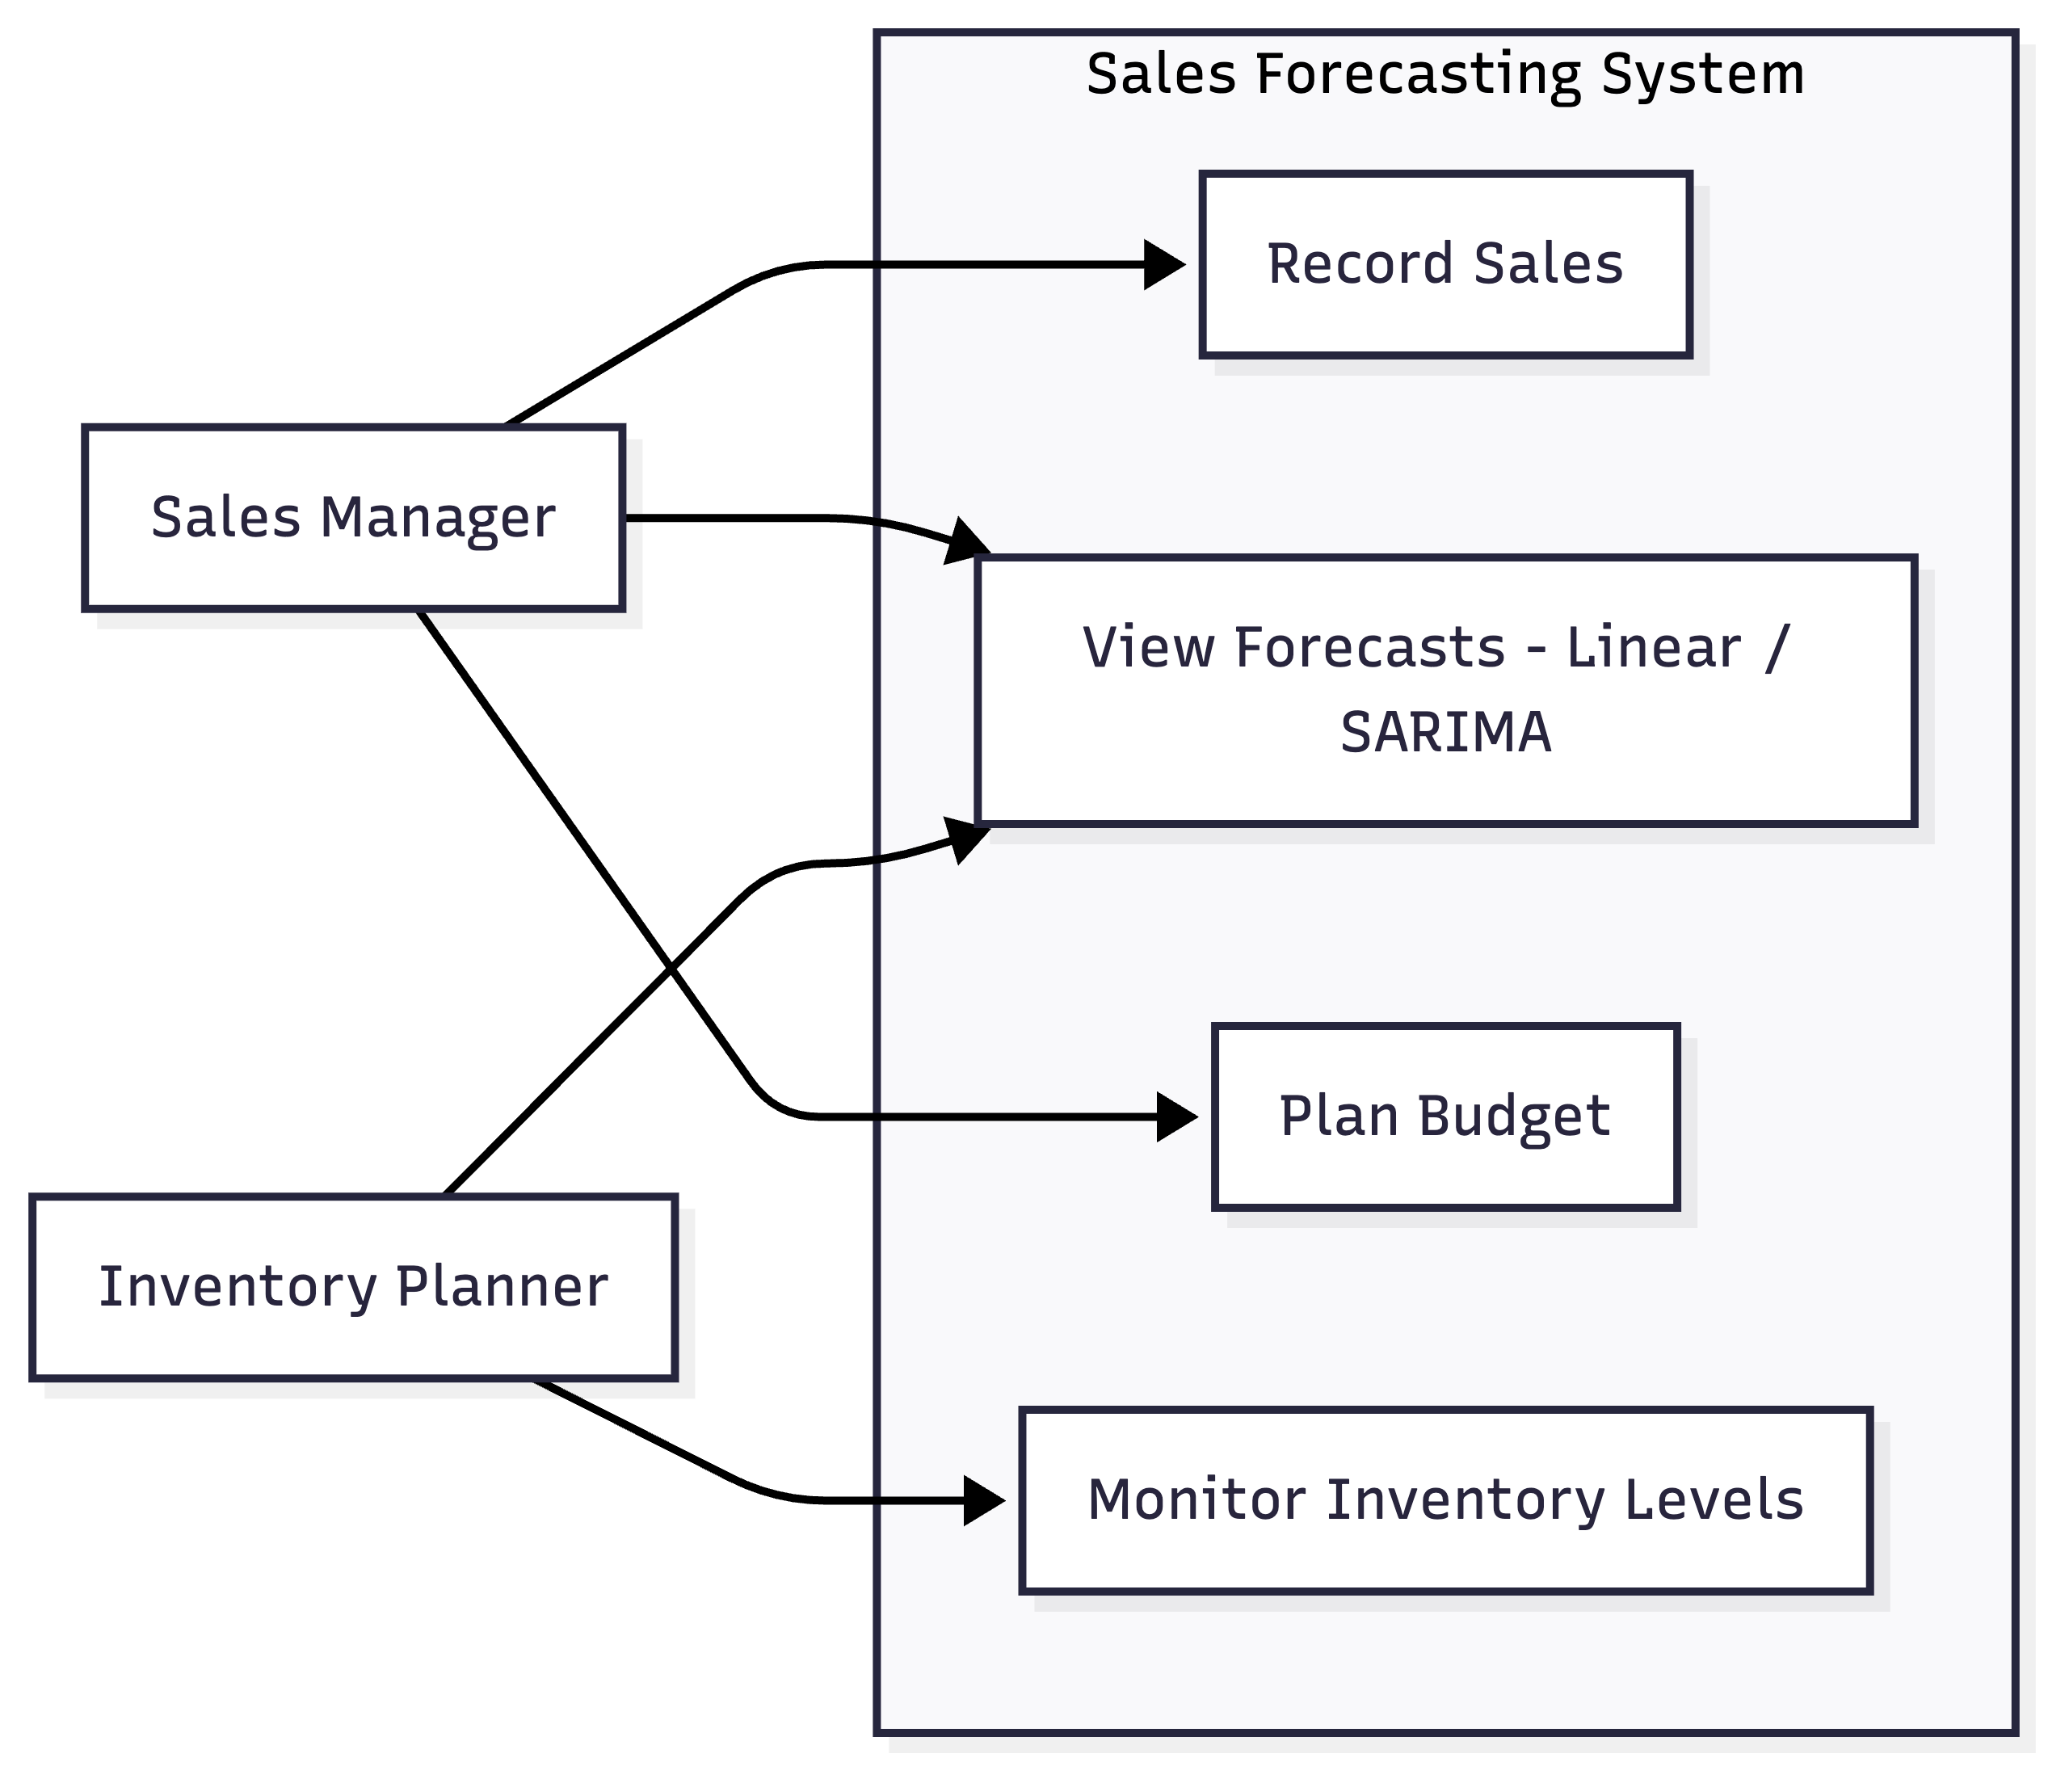 Sales Forecasting System
Record Sales
Sales Manager
View Forecasts - Linear /
SARIMA
Plan Budget
Inventory Planner
Monitor Inventory Levels